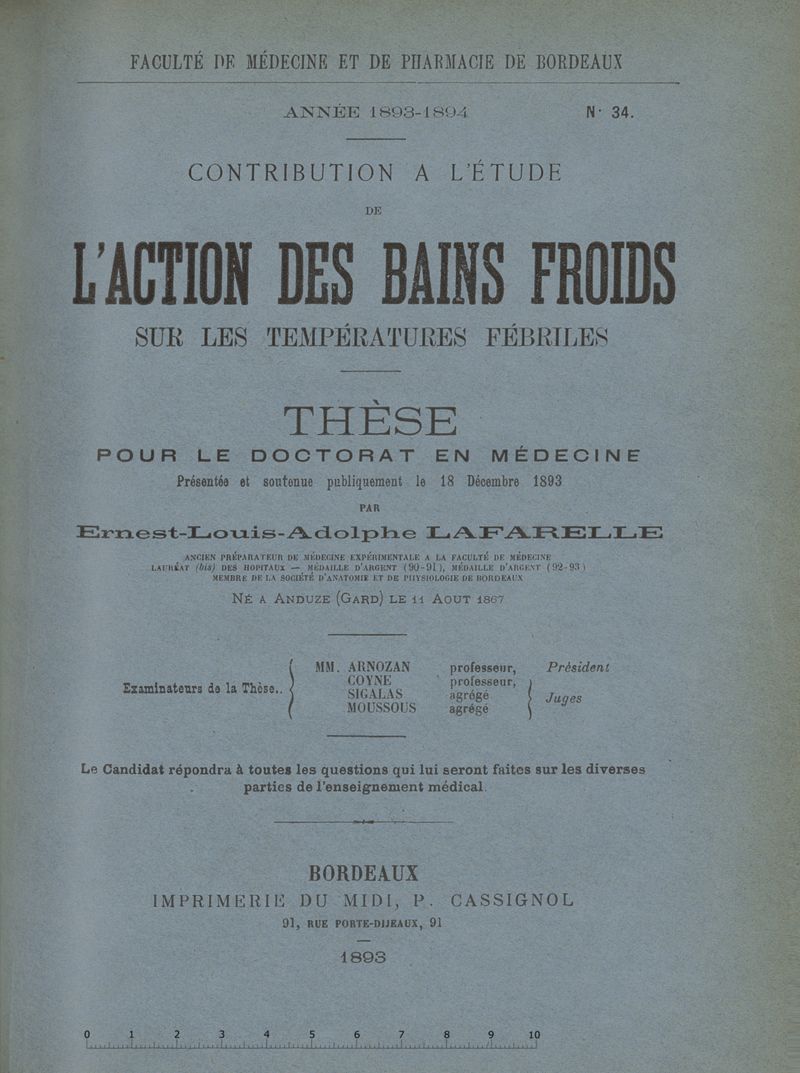 FACULTÉ DE MÉDECINE ET DE PHARMACIE DE BORDEAUX
ANNÉE 1893-1894 N° 34.
CONTRIBUTION A L'ÉTUDE
DE
L'ACTION DES BAINS FROIDS
SUR LES TEMPÉRATURES FÉBRILES
THÈSE
POUR LE DOCTORAT EN MÉDECINE
Présentée et soutenue publiquement le 18 Décembre 1893
PAR
Ernest-Louis-Adolphe LAFARELLE
ANCIEN PRÉPARATEUR DE MÉDECINE EXPÉRIMENTALE A LA FACULTÉ DE MÉDECINE
LAURÉAT (bis) DES HOPITAUX — MÉDAILLE D'ARGENT (90-91), MÉDAILLE D'ARGENT (92-93)
MEMBRE DE LA SOCIÉTÉ D'ANATOMIE ET DE PHYSIOLOGIE DE BORDEAUX
NÉ A ANDUZE (GARD) LE 11 AOUT 1867
Examinateurs de la Thèse..
MM. ARNOZAN professeur, Président
COYNE professeur,
SIGALAS agrégé
MOUSSOUS agrégé
Juges
Le Candidat répondra à toutes les questions qui lui seront faites sur les diverses
parties de l'enseignement médical
BORDEAUX
IMPRIMERIE DU MIDI, P. CASSIGNOL
91, RUE PORTE-DIJEAUX, 91
1893
0 1 2 3 4 5 6 7 8 9 10